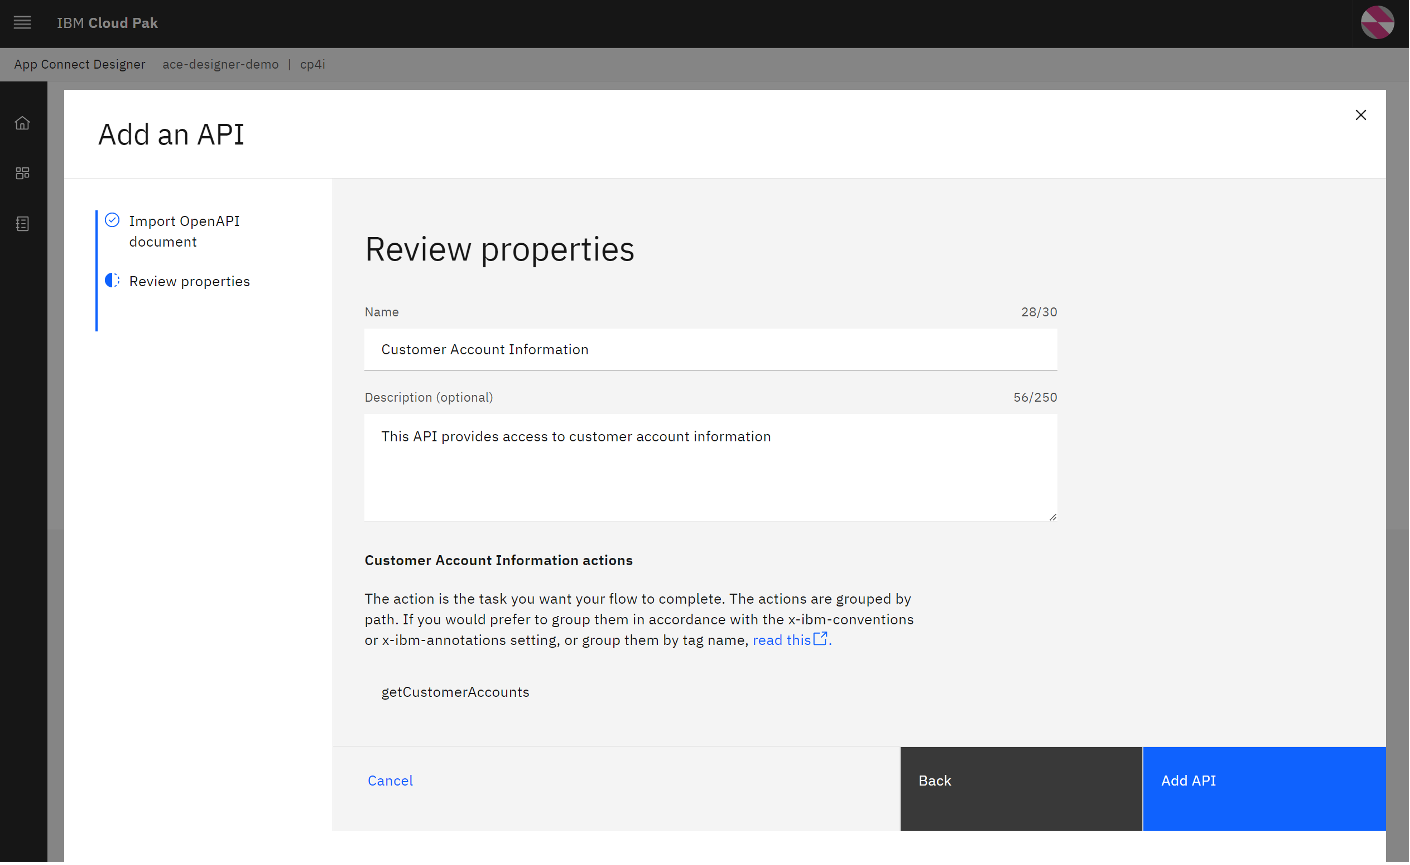 IBM Cloud Pak
App Connect Designer ace-designer-demo | cp4i
Add an API
Import OpenAPI
document
Review properties
Review properties
Name 28/30
Customer Account Information
Description (optional) 56/250
This API provides access to customer account information
Customer Account Information actions
The action is the task you want your flow to complete. The actions are grouped by
path. If you would prefer to group them in accordance with the x-ibm-conventions
or x-ibm-annotations setting, or group them by tag name, read this.
getCustomerAccounts
Cancel Back Add API